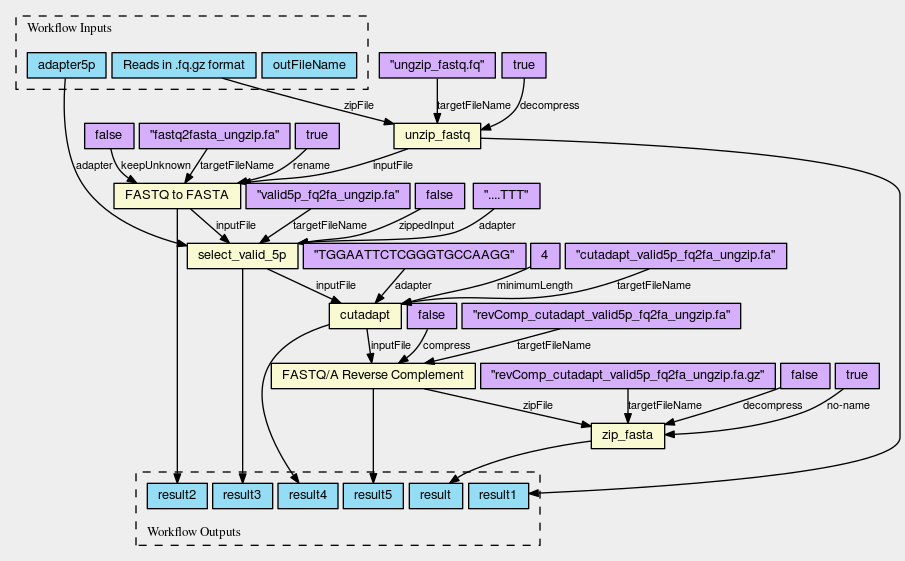 Workflow Inputs
adapter5p
Reads in .fq.gz format
outFileName
"ungzip_fastq.fq"
true
zipFile
targetFileName
decompress
false
"fastq2fasta_ungzip.fa"
true
unzip_fastq
adapter
keepUnknown
targetFileName
rename
inputFile
FASTQ to FASTA
"valid5p_fq2fa_ungzip.fa"
false
"....TTT"
inputFile
targetFileName
zippedInput
adapter
select_valid_5p
"TGGAATTCTCGGGTGCCAAGG"
4
"cutadapt_valid5p_fq2fa_ungzip.fa"
inputFile
adapter
minimumLength
targetFileName
cutadapt
false
"revComp_cutadapt_valid5p_fq2fa_ungzip.fa"
inputFile
compress
targetFileName
FASTQ/A Reverse Complement
"revComp_cutadapt_valid5p_fq2fa_ungzip.fa.gz"
false
true
zipFile
targetFileName
decompress
no-name
zip_fasta
result2
result3
result4
result5
result
result1
Workflow Outputs